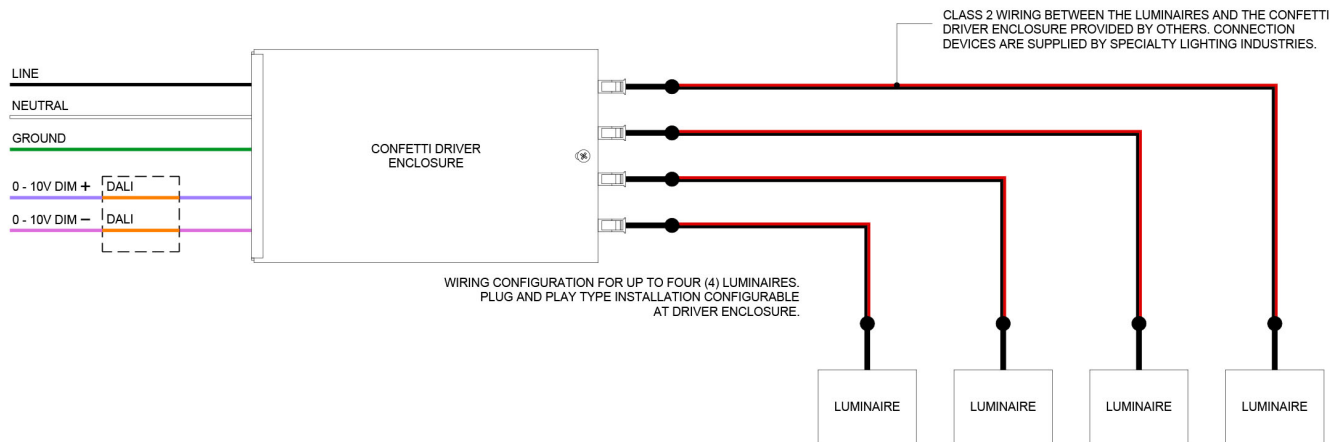 CLASS 2 WIRING BETWEEN THE LUMINAIRES AND THE CONFETTI
DRIVER ENCLOSURE PROVIDED BY OTHERS. CONNECTION
DEVICES ARE SUPPLIED BY SPECIALTY LIGHTING INDUSTRIES.
LINE
NEUTRAL
GROUND
0 - 10V DIM + DALI
0 - 10V DIM − DALI
CONFETTI DRIVER
ENCLOSURE
WIRING CONFIGURATION FOR UP TO FOUR (4) LUMINAIRES.
PLUG AND PLAY TYPE INSTALLATION CONFIGURABLE
AT DRIVER ENCLOSURE.
LUMINAIRE LUMINAIRE LUMINAIRE LUMINAIRE